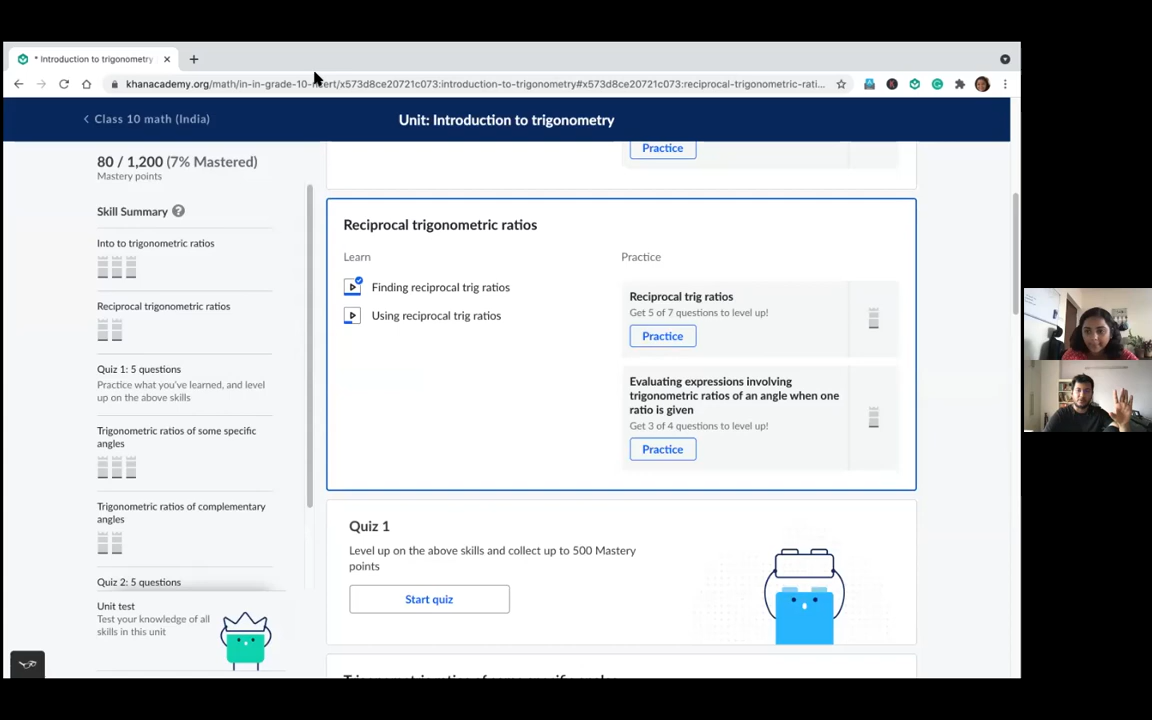 * Introduction to trigonometry
khanacademy.org/math/in-in-grade-10-ncert/x573d8ce20721c073:introduction-to-trigonometry#x573d8ce20721c073:reciprocal-trigonometric-rati...
Class 10 math (India)
Unit: Introduction to trigonometry
80 / 1,200 (7% Mastered)
Mastery points
Skill Summary
Into to trigonometric ratios
Reciprocal trigonometric ratios
Quiz 1: 5 questions
Practice what you've learned, and level
up on the above skills
Trigonometric ratios of some specific
angles
Trigonometric ratios of complementary
angles
Quiz 2: 5 questions
Unit test
Test your knowledge of all
skills in this unit
Practice
Reciprocal trigonometric ratios
Learn
Finding reciprocal trig ratios
Using reciprocal trig ratios
Practice
Reciprocal trig ratios
Get 5 of 7 questions to level up!
Practice
Evaluating expressions involving
trigonometric ratios of an angle when one
ratio is given
Get 3 of 4 questions to level up!
Practice
Quiz 1
Level up on the above skills and collect up to 500 Mastery
points
Start quiz